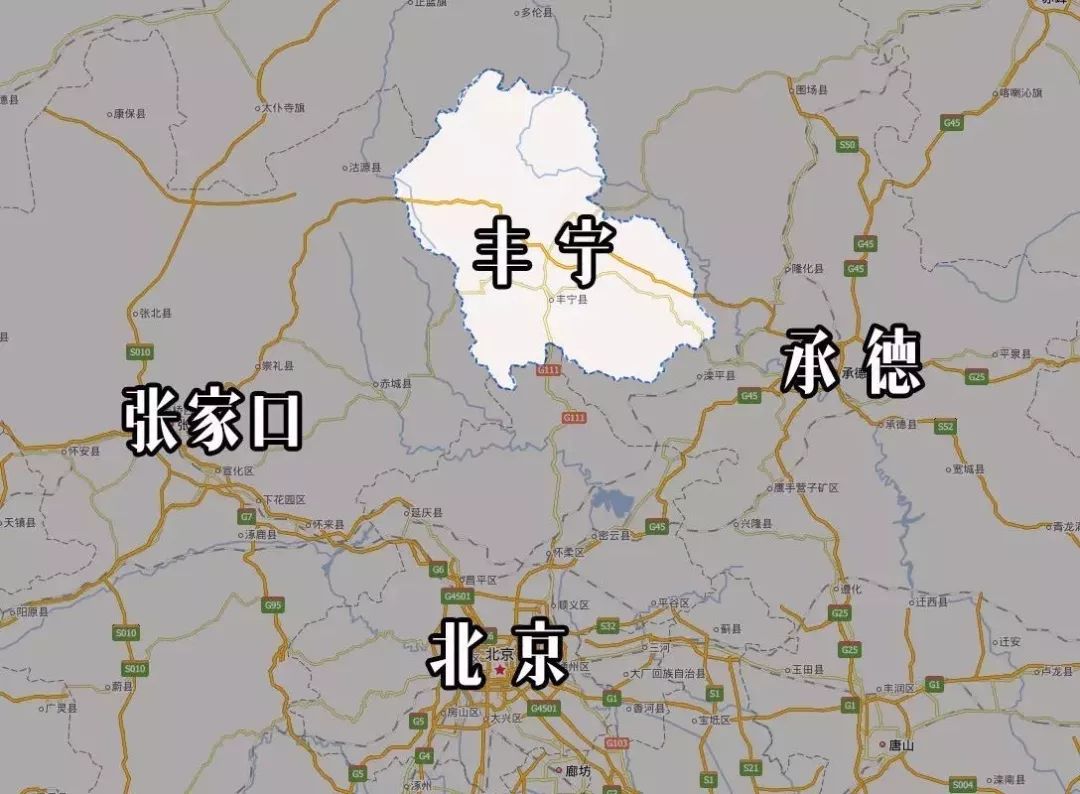 正蓝旗
多伦县
康保县
太仆寺旗
围场县
喀喇沁旗
G45
S50
沽源县
丰宁
G45
G45
隆化县
丰宁县
张北县
S010
崇礼县
赤城县
G111
滦平县
承德
承德
平泉县
G25
G45
张家口
G111
承德县
S52
怀安县
宣化区
宽城县
下花园区
鹰手营子矿区
天镇县
G7
怀来县
延庆县
涿鹿县
G45
密云县
兴隆县
青龙满
怀柔区
G6
昌平区
G4501
G95
阳原县
顺义区
平谷区
遵化
迁西县
G25
S010
S32
蓟县
三河
G25
迁安
北京
北京
S010
大厂回族自治县
玉田县
卢龙县
蔚县
丰润区
G1
S1
G1
香河县
G1
广灵县
房山区
大兴区
G4501
宝坻区
G5
G103
唐山
G4
廊坊
S21
G5
S1
涿州
G2
S004
滦南县